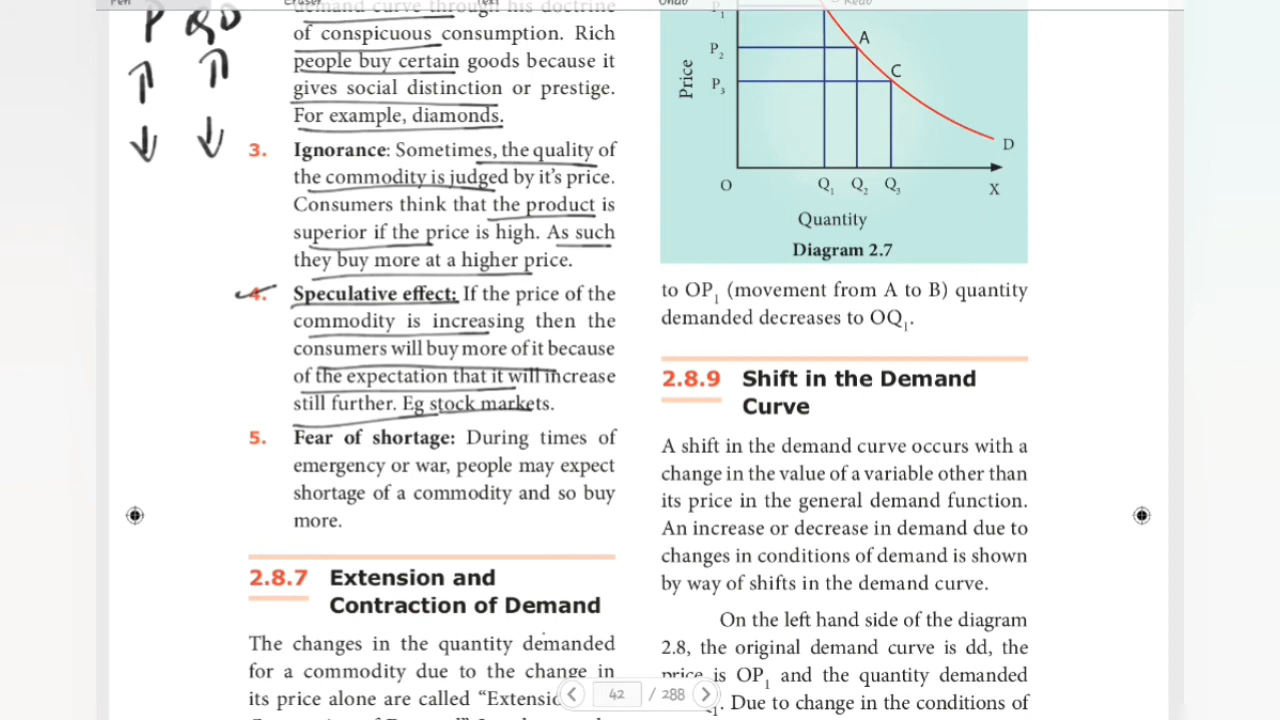 Pen
Eraser
Text
Undo
Redo
P QD
demand curve through his doctrine
of conspicuous consumption. Rich
people buy certain goods because it
gives social distinction or prestige.
For example, diamonds.
3. Ignorance: Sometimes, the quality of
the commodity is judged by it's price.
Consumers think that the product is
superior if the price is high. As such
they buy more at a higher price.
4. Speculative effect: If the price of the
commodity is increasing then the
consumers will buy more of it because
of the expectation that it will increase
still further. Eg stock markets.
5. Fear of shortage: During times of
emergency or war, people may expect
shortage of a commodity and so buy
more.
2.8.7 Extension and
Contraction of Demand
The changes in the quantity demanded
for a commodity due to the change in
its price alone are called “Extensio
P1
P2
P3
Price
A
C
D
O
Q1 Q2 Q3
X
Quantity
Diagram 2.7
to OP1 (movement from A to B) quantity
demanded decreases to OQ1.
2.8.9 Shift in the Demand
Curve
A shift in the demand curve occurs with a
change in the value of a variable other than
its price in the general demand function.
An increase or decrease in demand due to
changes in conditions of demand is shown
by way of shifts in the demand curve.
On the left hand side of the diagram
2.8, the original demand curve is dd, the
price is OP1 and the quantity demanded
. Due to change in the conditions of
42 / 288